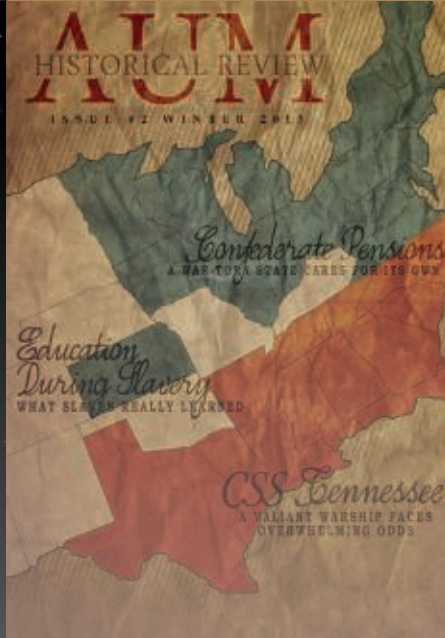 AUM
HISTORICAL REVIEW
ISSUE #2 WINTER 2013
Confederate Pensions
A WAR TORN STATE CARES FOR ITS OWN
Education
During Slavery
WHAT SLAVES REALLY LEARNED
CSS Tennessee
A VALIANT WARSHIP FACES
OVERWHELMING ODDS